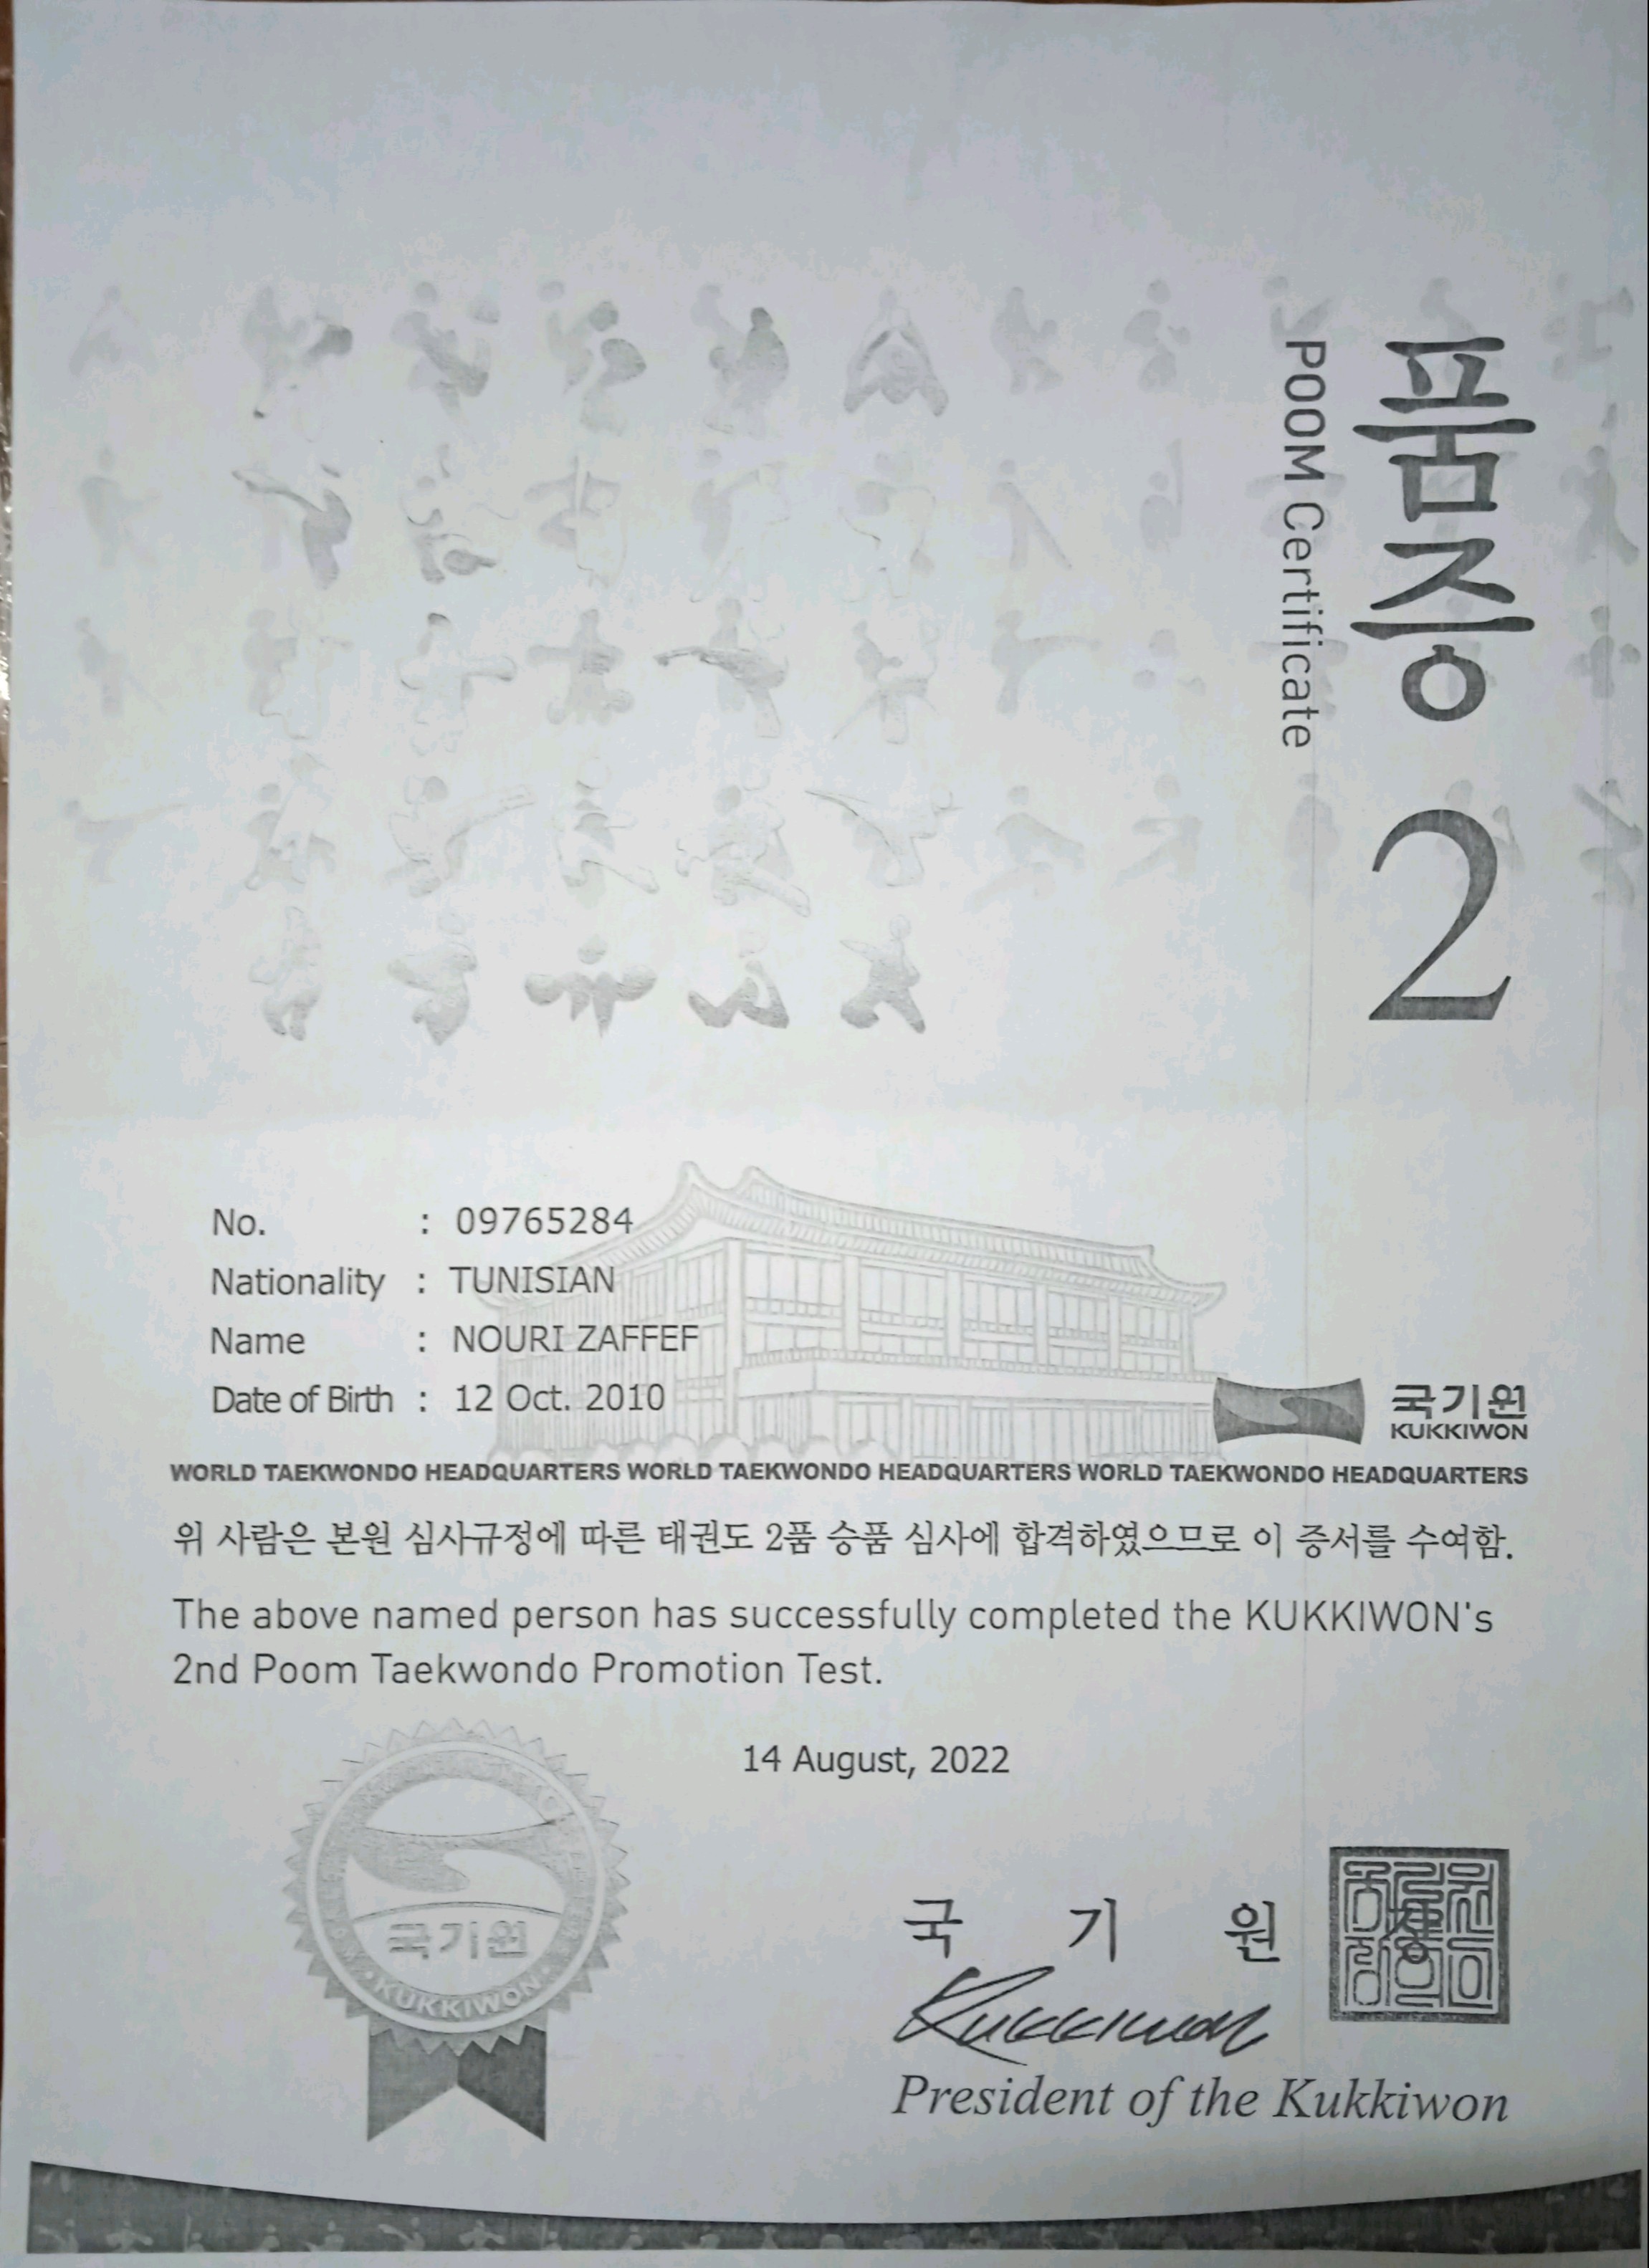 품증 2
POOM Certificate
No. : 09765284
Nationality : TUNISIAN
Name : NOURI ZAFFEF
Date of Birth : 12 Oct. 2010
국기원
KUKKIWON
WORLD TAEKWONDO HEADQUARTERS WORLD TAEKWONDO HEADQUARTERS WORLD TAEKWONDO HEADQUARTERS
위 사람은 본원 심사규정에 따른 태권도 2품 승품 심사에 합격하였으므로 이 증서를 수여함.
The above named person has successfully completed the KUKKIWON's
2nd Poom Taekwondo Promotion Test.
14 August, 2022
국기원
KUKKIWON
국 기 원
Kukkiwon
President of the Kukkiwon